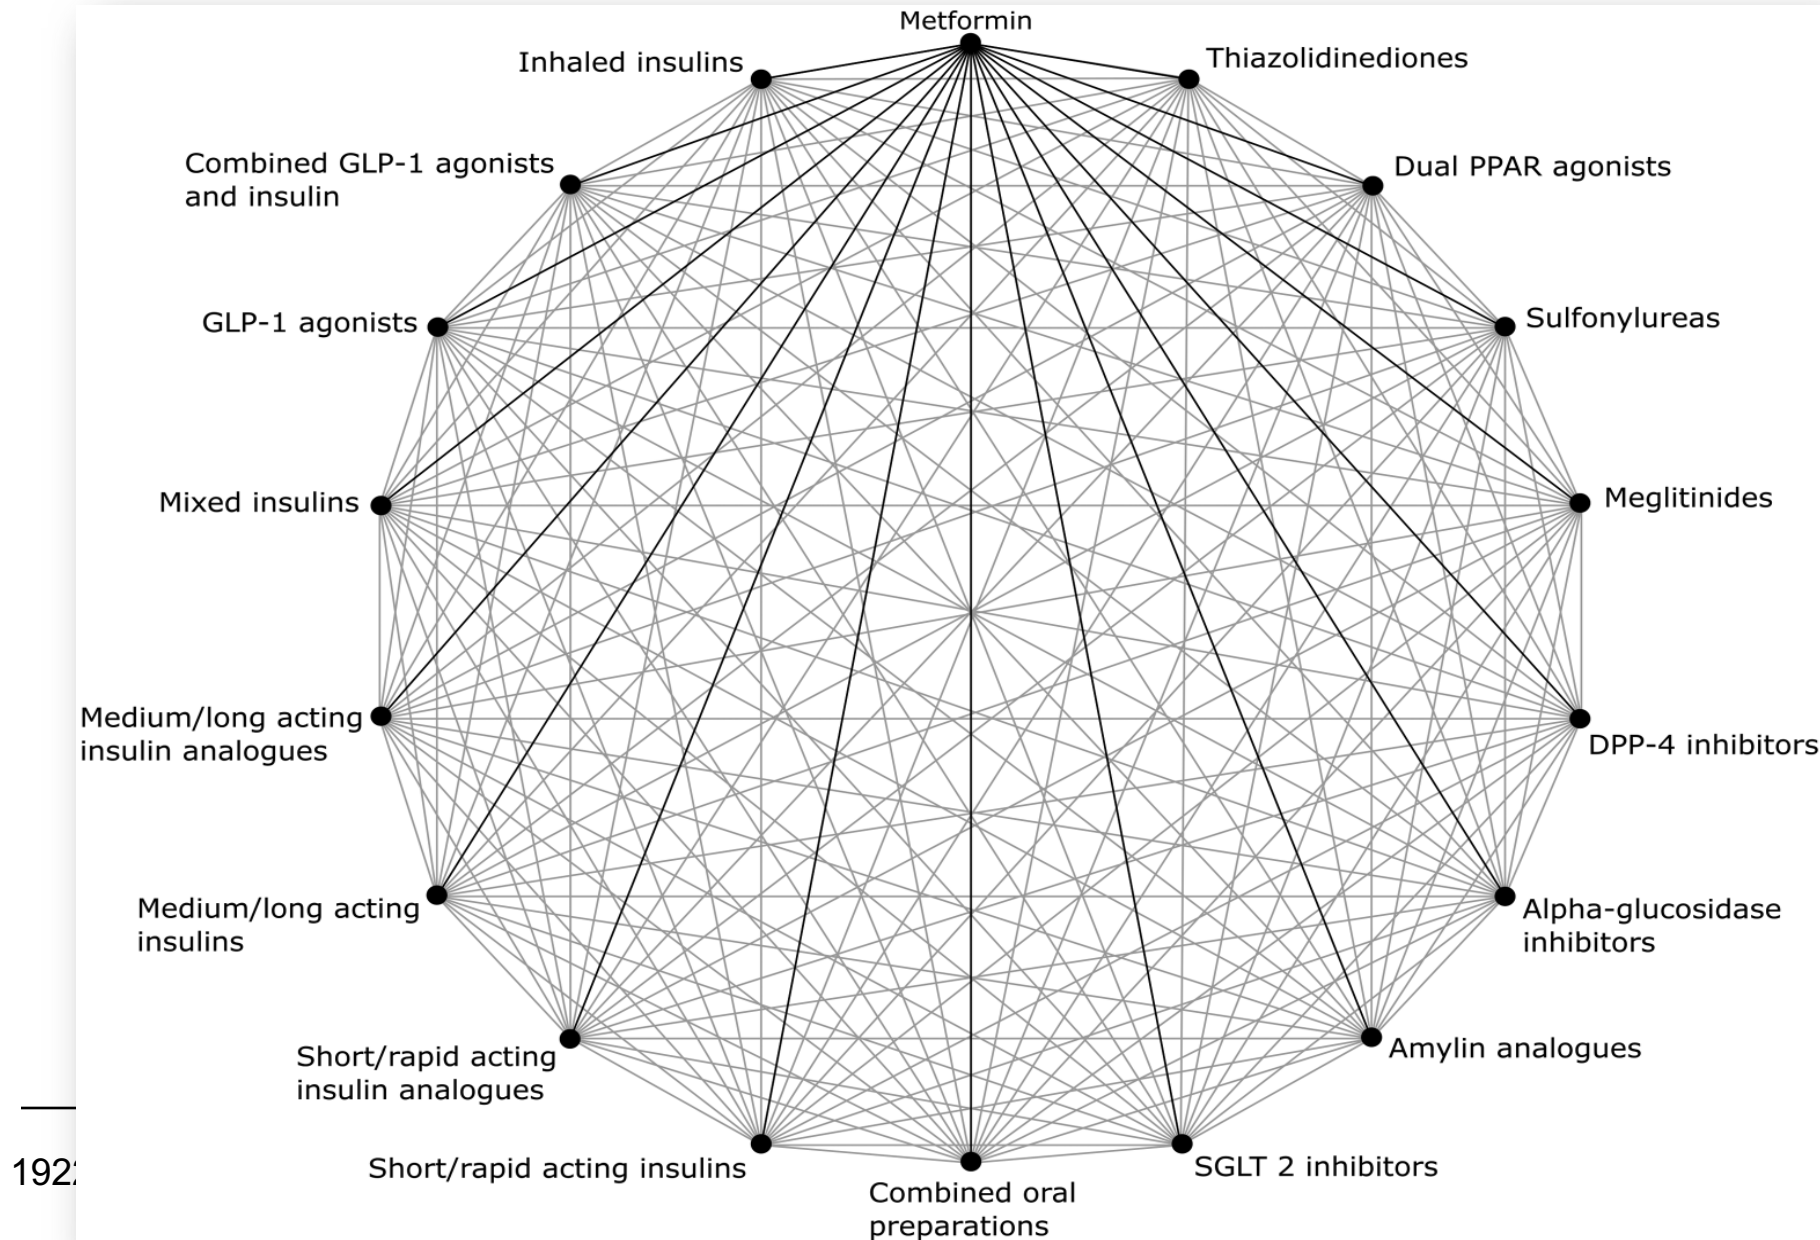 Metformin
Inhaled insulins
Thiazolidinediones
Combined GLP-1 agonists
and insulin
Dual PPAR agonists
GLP-1 agonists
Sulfonylureas
Mixed insulins
Meglitinides
Medium/long acting
insulin analogues
DPP-4 inhibitors
Medium/long acting
insulins
Alpha-glucosidase
inhibitors
Short/rapid acting
insulin analogues
Amylin analogues
Short/rapid acting insulins
SGLT 2 inhibitors
Combined oral
preparations